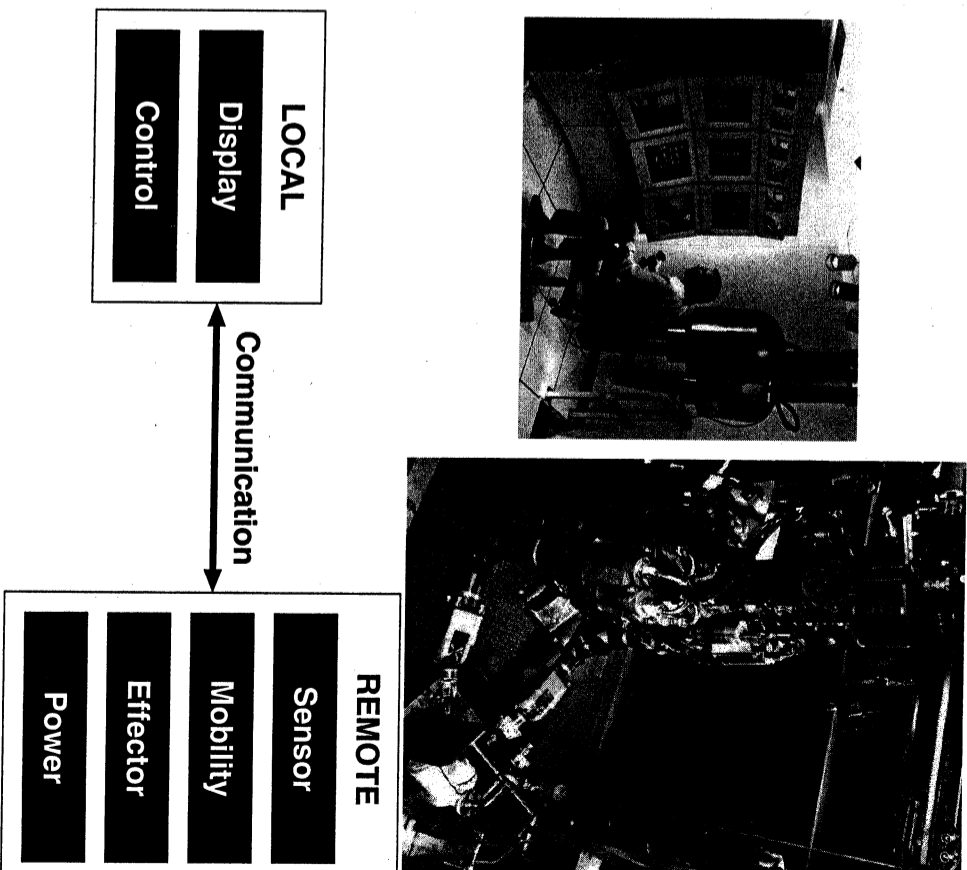 LOCAL
Display
Control
Communication
REMOTE
Sensor
Mobility
Effector
Power